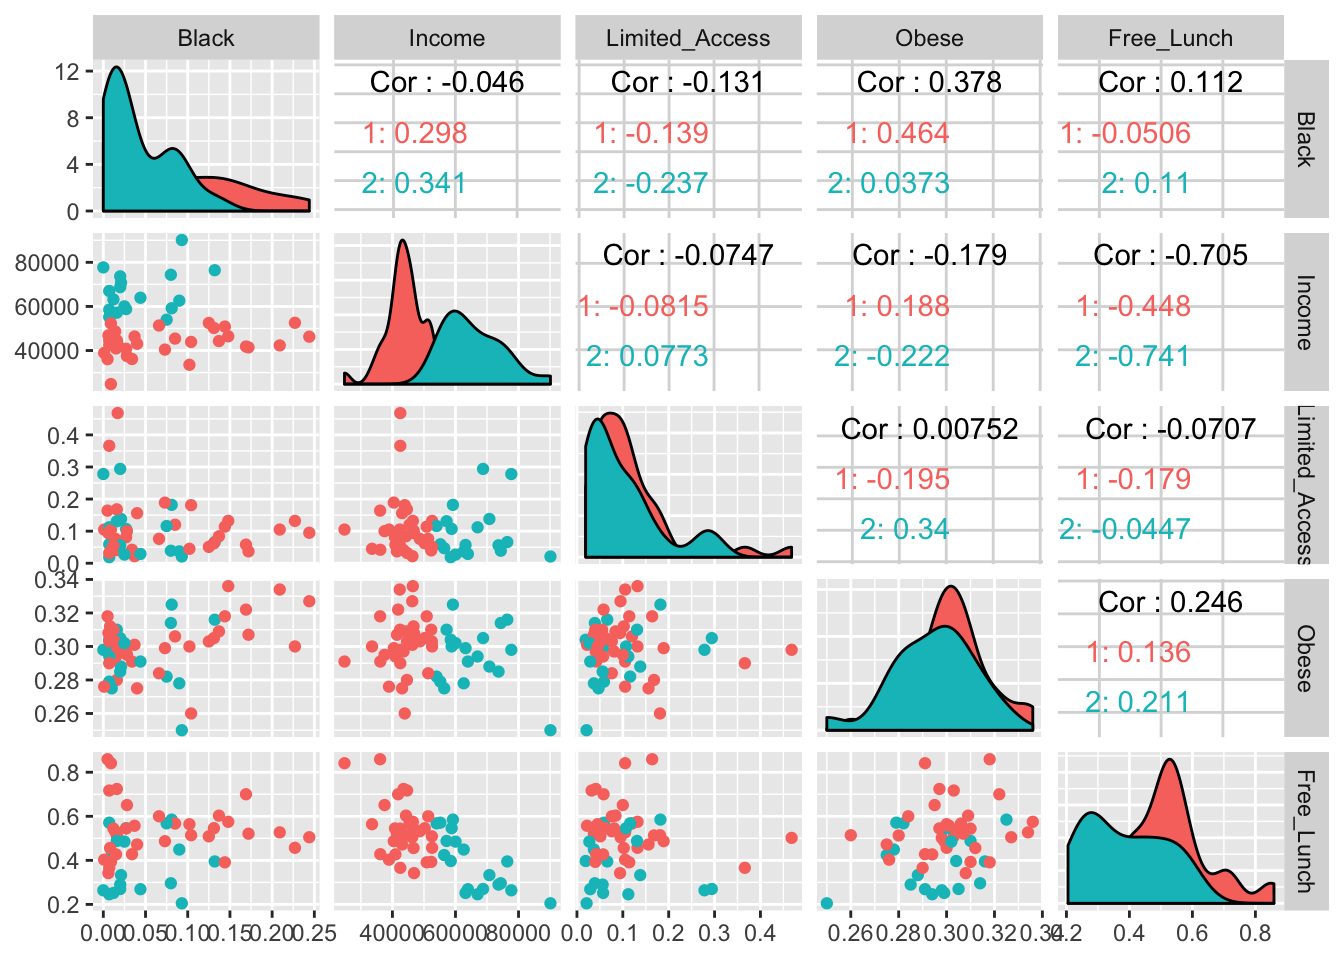 Black Income Limited_Access Obese Free_Lunch
12
8
4
0
Cor : -0.046
1: 0.298
2: 0.341
Cor : -0.131
1: -0.139
2: -0.237
Cor : 0.378
1: 0.464
2: 0.0373
Cor : 0.112
1: -0.0506
2: 0.11
Black
80000
60000
40000
Cor : -0.0747
1: -0.0815
2: 0.0773
Cor : -0.179
1: 0.188
2: -0.222
Cor : -0.705
1: -0.448
2: -0.741
Income
0.4
0.3
0.2
0.1
0.0
Cor : 0.00752
1: -0.195
2: 0.34
Cor : -0.0707
1: -0.179
2: -0.0447
Limited_Access
0.34
0.32
0.30
0.28
0.26
Cor : 0.246
1: 0.136
2: 0.211
Obese
0.8
0.6
0.4
0.2
Free_Lunch
0.00 0.05 0.10 0.15 0.20 0.25 40000 60000 80000 0.0 0.1 0.2 0.3 0.4 0.26 0.28 0.30 0.32 0.34 0.2 0.4 0.6 0.8